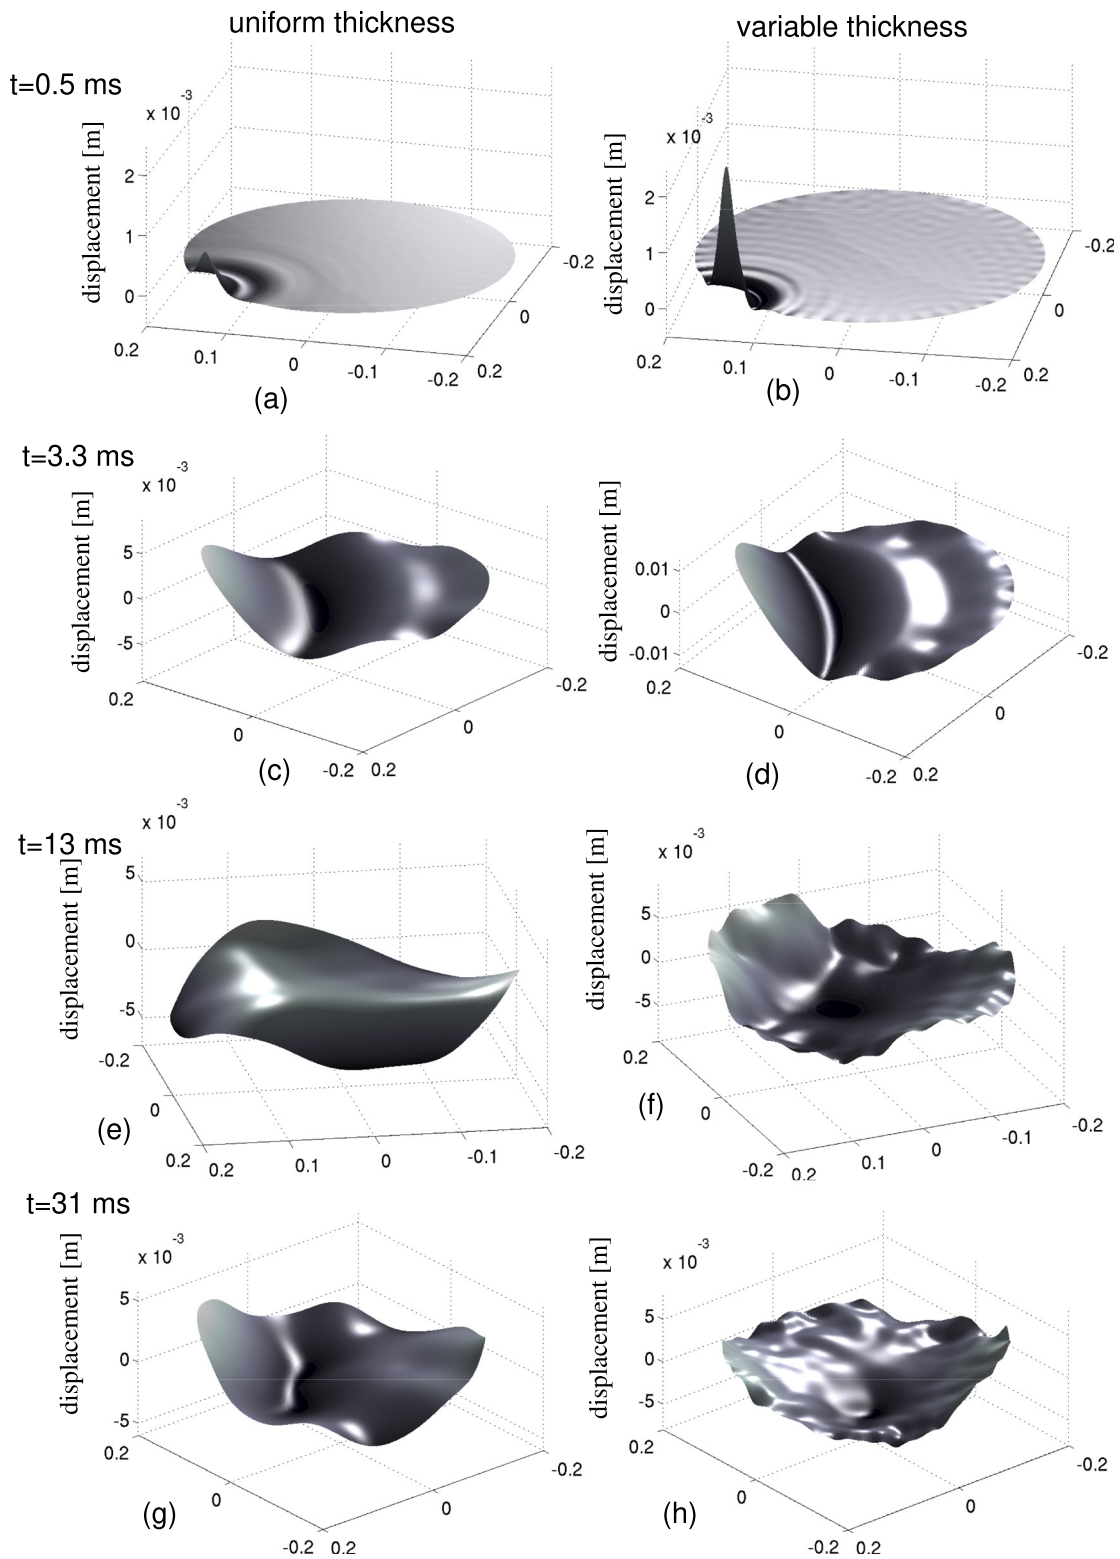 uniform thickness
variable thickness
t=0.5 ms
x 10 -3
displacement [m]
2
1
0
0.2
0.1
0
-0.1
-0.2
0.2
0
-0.2
(a)
x 10 -3
displacement [m]
2
1
0
0.2
0.1
0
-0.1
-0.2
0.2
0
-0.2
(b)
t=3.3 ms
x 10 -3
displacement [m]
5
0
-5
0.2
0
-0.2
0.2
0
-0.2
(c)
displacement [m]
0.01
0
-0.01
0.2
0
-0.2
0.2
0
-0.2
(d)
t=13 ms
x 10 -3
displacement [m]
5
0
-5
-0.2
0
0.2
0.2
0.1
0
-0.1
-0.2
(e)
x 10 -3
displacement [m]
5
0
-5
0.2
0
-0.2
0.2
0.1
0
-0.1
-0.2
(f)
t=31 ms
x 10 -3
displacement [m]
5
0
-5
0.2
0
-0.2
0.2
0
-0.2
(g)
x 10 -3
displacement [m]
5
0
-5
0.2
0
-0.2
0.2
0
-0.2
(h)